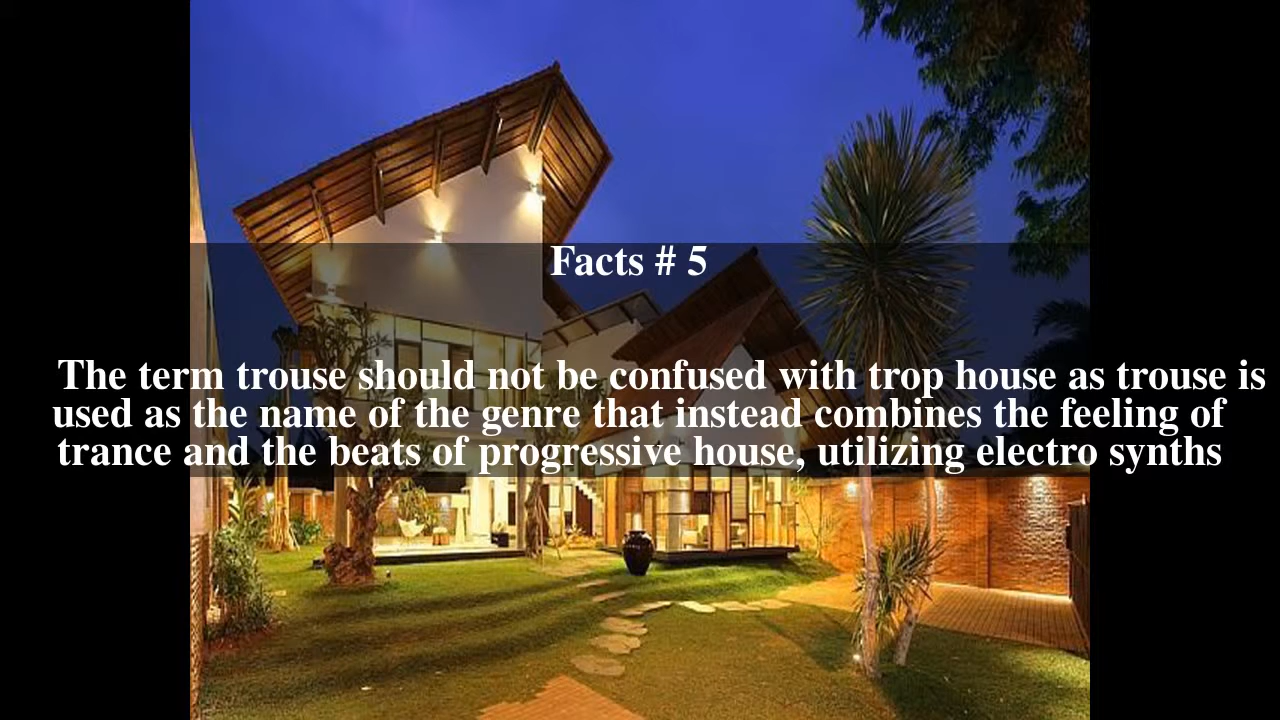 Facts # 5
The term trouse should not be confused with trop house as trouse is
used as the name of the genre that instead combines the feeling of
trance and the beats of progressive house, utilizing electro synths